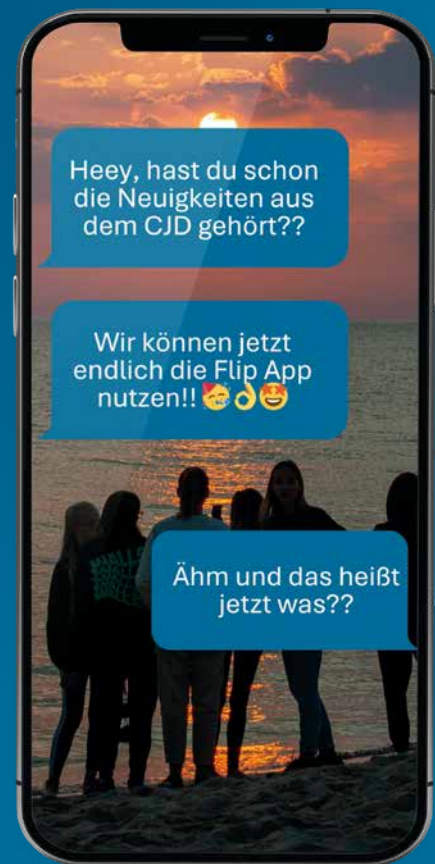 Heey, hast du schon
die Neuigkeiten aus
dem CJD gehört??
Wir können jetzt
endlich die Flip App
nutzen!! 🥳👌🤩
Ähm und das heißt
jetzt was??